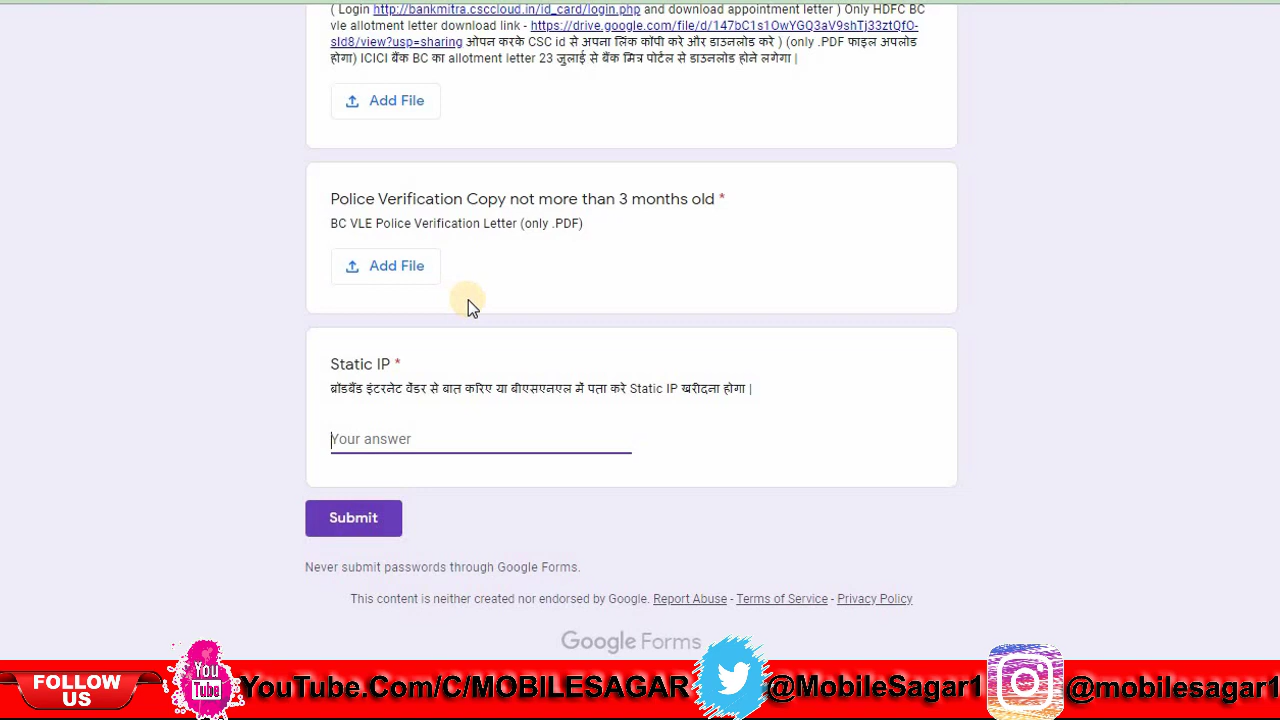 ( Login http://bankmitra.csccloud.in/id_card/login.php and download appointment letter ) Only HDFC BC
vle allotment letter download link - https://drive.google.com/file/d/147bC1s1OwYGQ3aV9shTj33ztQfO-
sId8/view?usp=sharing ओपन करके CSC id से अपना लिंक कॉपी करे और डाउनलोड करे ) (only .PDF फाइल अपलोड
होगा) ICICI बैंक BC का allotment letter 23 जुलाई से बैंक मित्र पोर्टल से डाउनलोड होने लगेगा |
Add File
Police Verification Copy not more than 3 months old *
BC VLE Police Verification Letter (only .PDF)
Add File
Static IP *
ब्रॉडबैंड इंटरनेट वेंडर से बात करिए या बीएसएनएल में पता करे Static IP खरीदना होगा |
Your answer
Submit
Never submit passwords through Google Forms.
This content is neither created nor endorsed by Google. Report Abuse - Terms of Service - Privacy Policy
Google Forms
FOLLOW
US
You
Tube
YouTube.Com/C/MOBILESAGAR
@MobileSagar1
@mobilesagar1